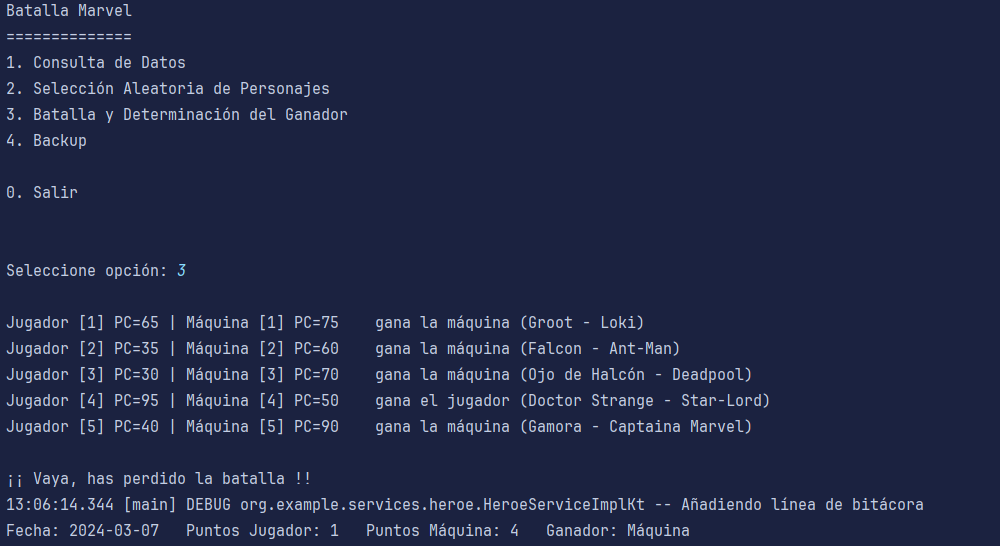 Batalla Marvel
==============
1. Consulta de Datos
2. Selección Aleatoria de Personajes
3. Batalla y Determinación del Ganador
4. Backup
0. Salir
Seleccione opción: 3
Jugador [1] PC=65 | Máquina [1] PC=75    gana la máquina (Groot - Loki)
Jugador [2] PC=35 | Máquina [2] PC=60    gana la máquina (Falcon - Ant-Man)
Jugador [3] PC=30 | Máquina [3] PC=70    gana la máquina (Ojo de Halcón - Deadpool)
Jugador [4] PC=95 | Máquina [4] PC=50    gana el jugador (Doctor Strange - Star-Lord)
Jugador [5] PC=40 | Máquina [5] PC=90    gana la máquina (Gamora - Captaina Marvel)
¡¡ Vaya, has perdido la batalla !!
13:06:14.344 [main] DEBUG org.example.services.heroe.HeroeServiceImplKt -- Añadiendo línea de bitácora
Fecha: 2024-03-07   Puntos Jugador: 1   Puntos Máquina: 4   Ganador: Máquina